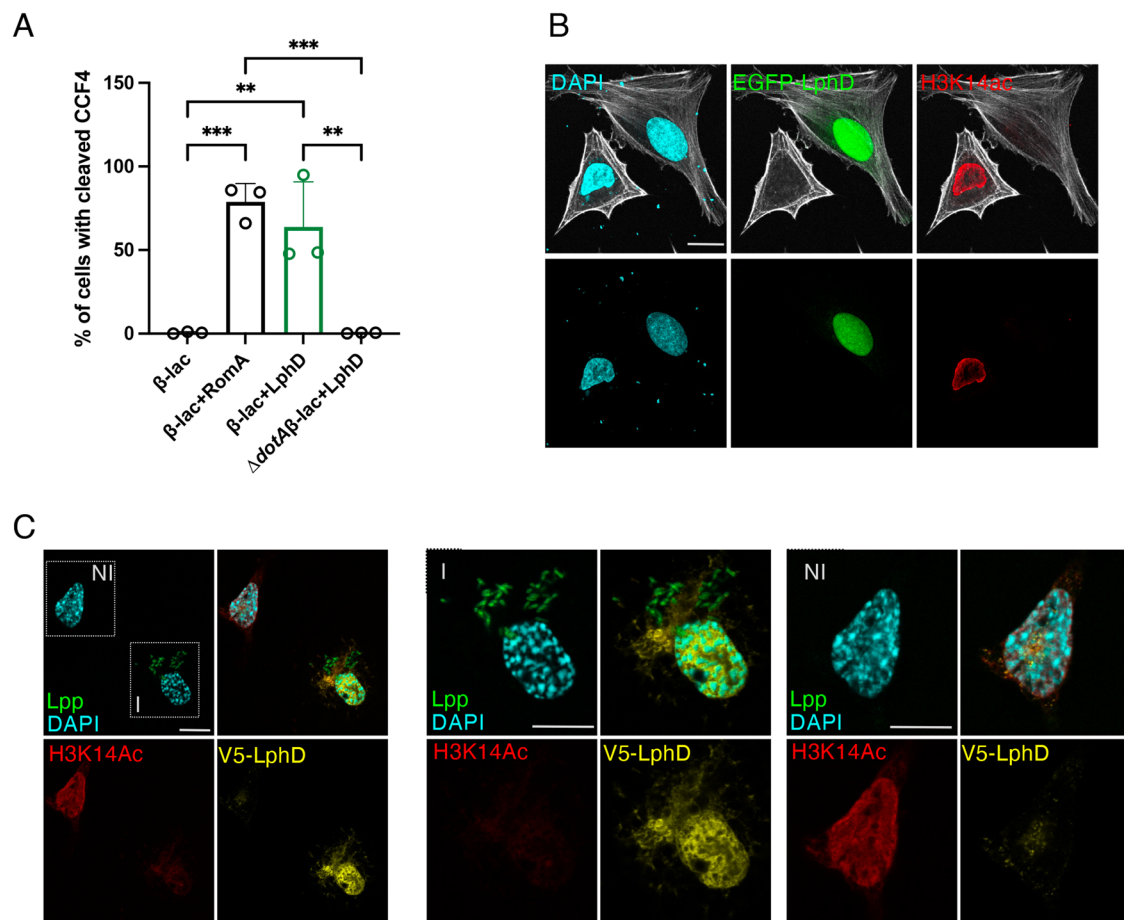 A
B
***
**
***
**
150
100
50
0
% of cells with cleaved CCF4
β-lac
β-lac+RomA
β-lac+LphD
ΔdotAβ-lac+LphD
DAPI
EGFP-LphD
H3K14ac
C
NI
I
Lpp
DAPI
H3K14Ac
V5-LphD
I
Lpp
DAPI
H3K14Ac
V5-LphD
NI
Lpp
DAPI
H3K14Ac
V5-LphD